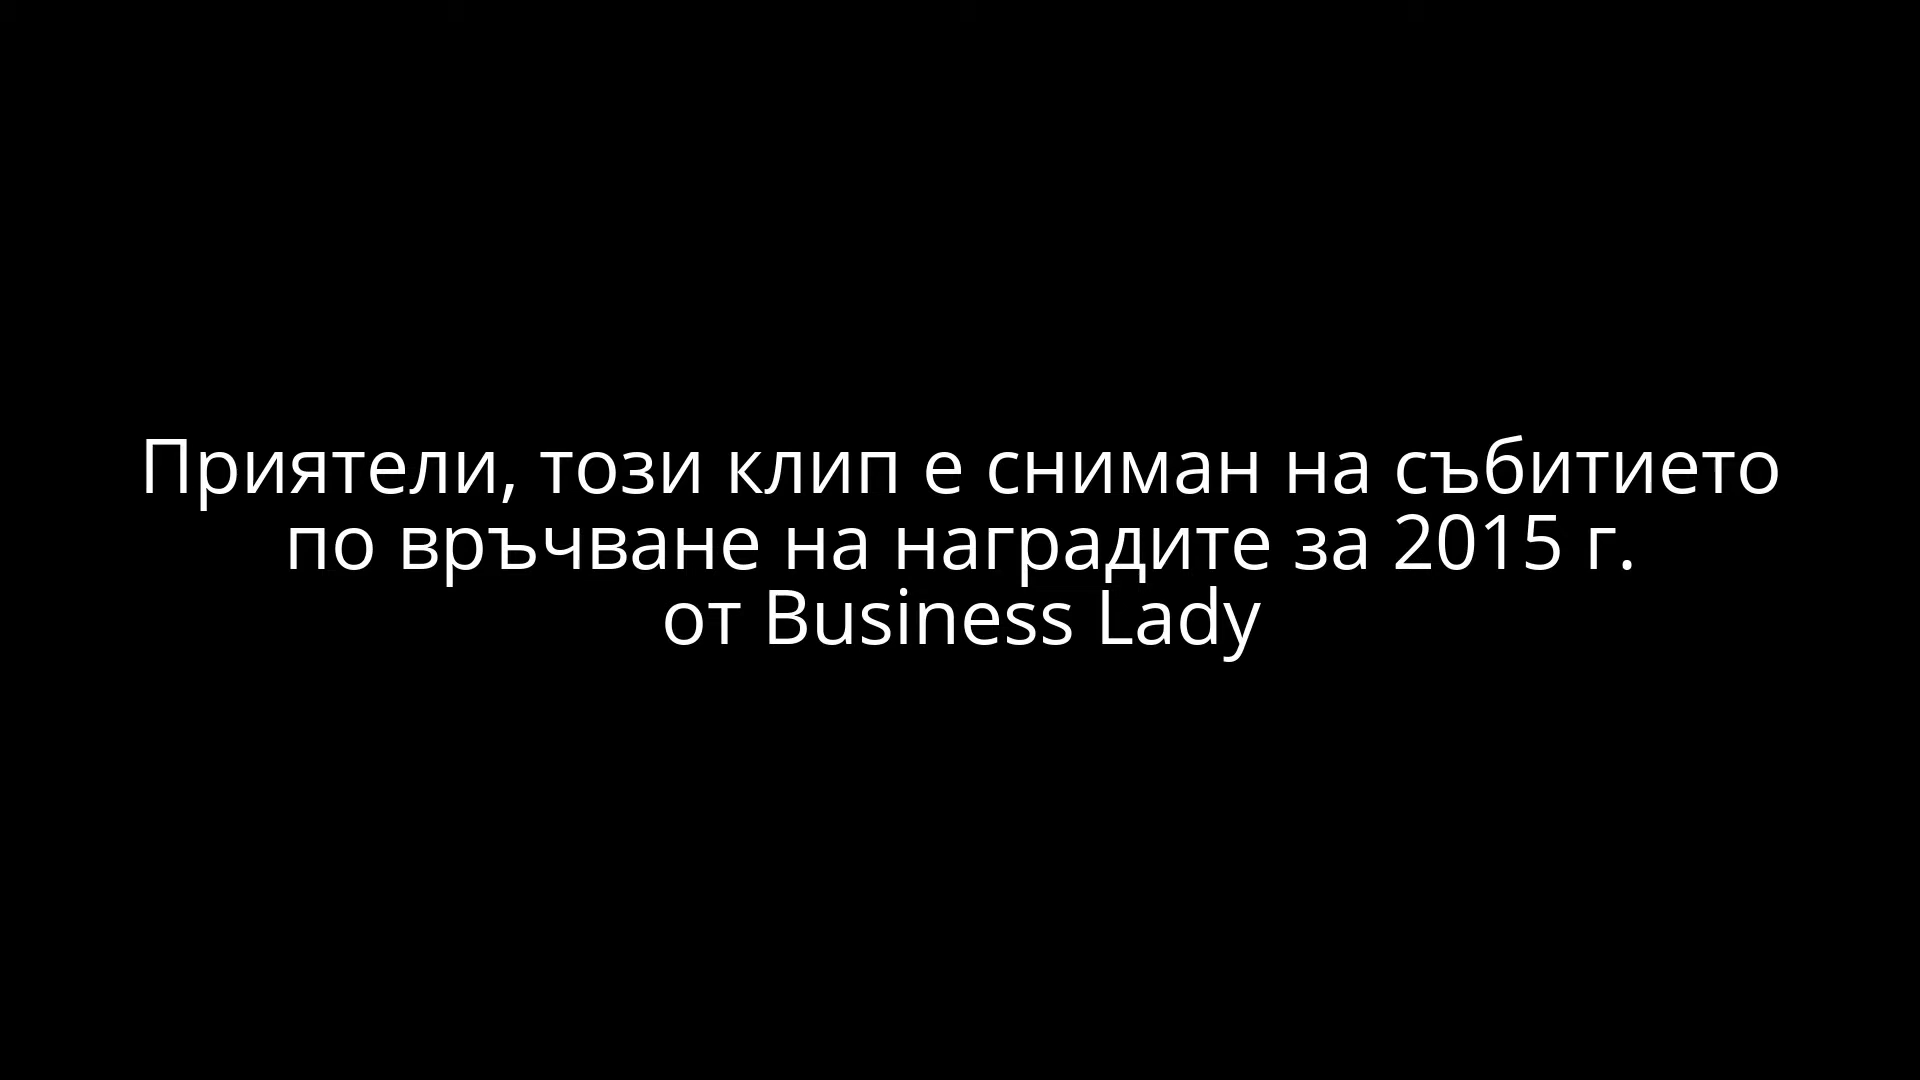 Приятели, този клип е сниман на събитието
по връчване на наградите за 2015 г.
от Business Lady